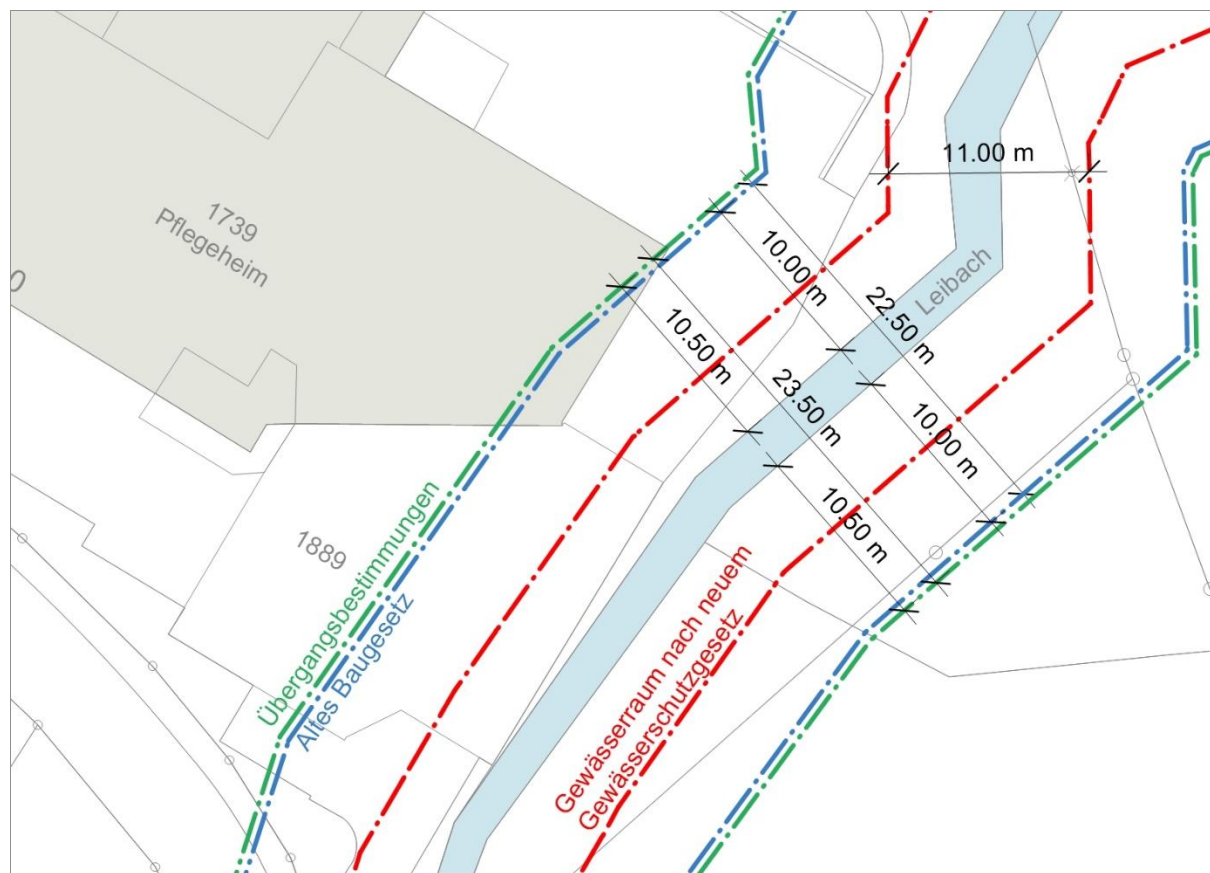 11.00 m
1739
Pflegeheim
0
10.00 m
22.50 m
Leibach
10.50 m
23.50 m
10.00 m
10.50 m
1889
Übergangsbestimmungen
Altes Baugesetz
Gewässerraum nach neuem
Gewässerschutzgesetz